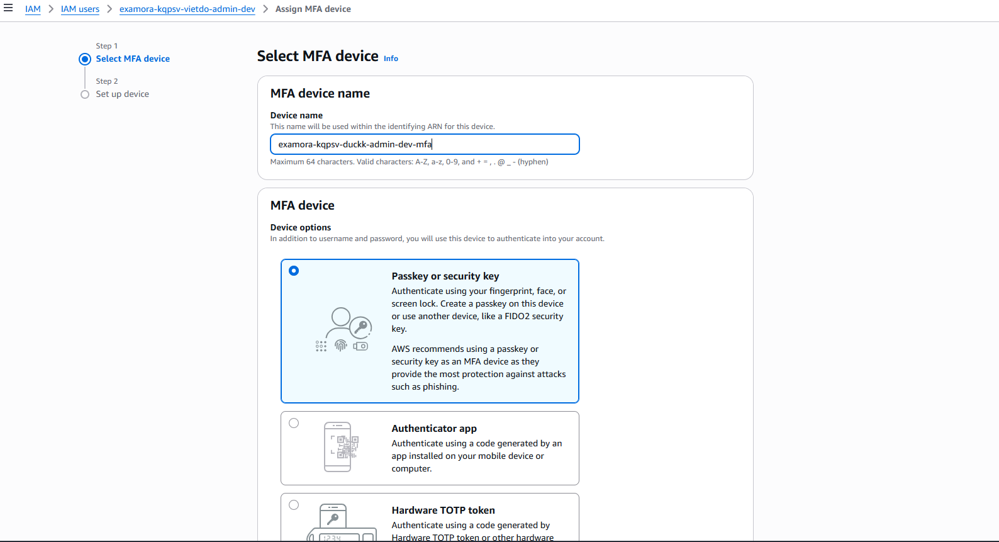 IAM > IAM users > examora-kqpsv-vietdo-admin-dev > Assign MFA device
Step 1
Select MFA device
Step 2
Set up device
Select MFA device Info
MFA device name
Device name
This name will be used within the identifying ARN for this device.
examora-kqpsv-duckk-admin-dev-mfa
Maximum 64 characters. Valid characters: A-Z, a-z, 0-9, and + = , . @ _ - (hyphen)
MFA device
Device options
In addition to username and password, you will use this device to authenticate into your account.
Passkey or security key
Authenticate using your fingerprint, face, or
screen lock. Create a passkey on this device
or use another device, like a FIDO2 security
key.
AWS recommends using a passkey or
security key as an MFA device as they
provide the most protection against attacks
such as phishing.
Authenticator app
Authenticate using a code generated by an
app installed on your mobile device or
computer.
Hardware TOTP token
Authenticate using a code generated by
Hardware TOTP token or other hardware
1234